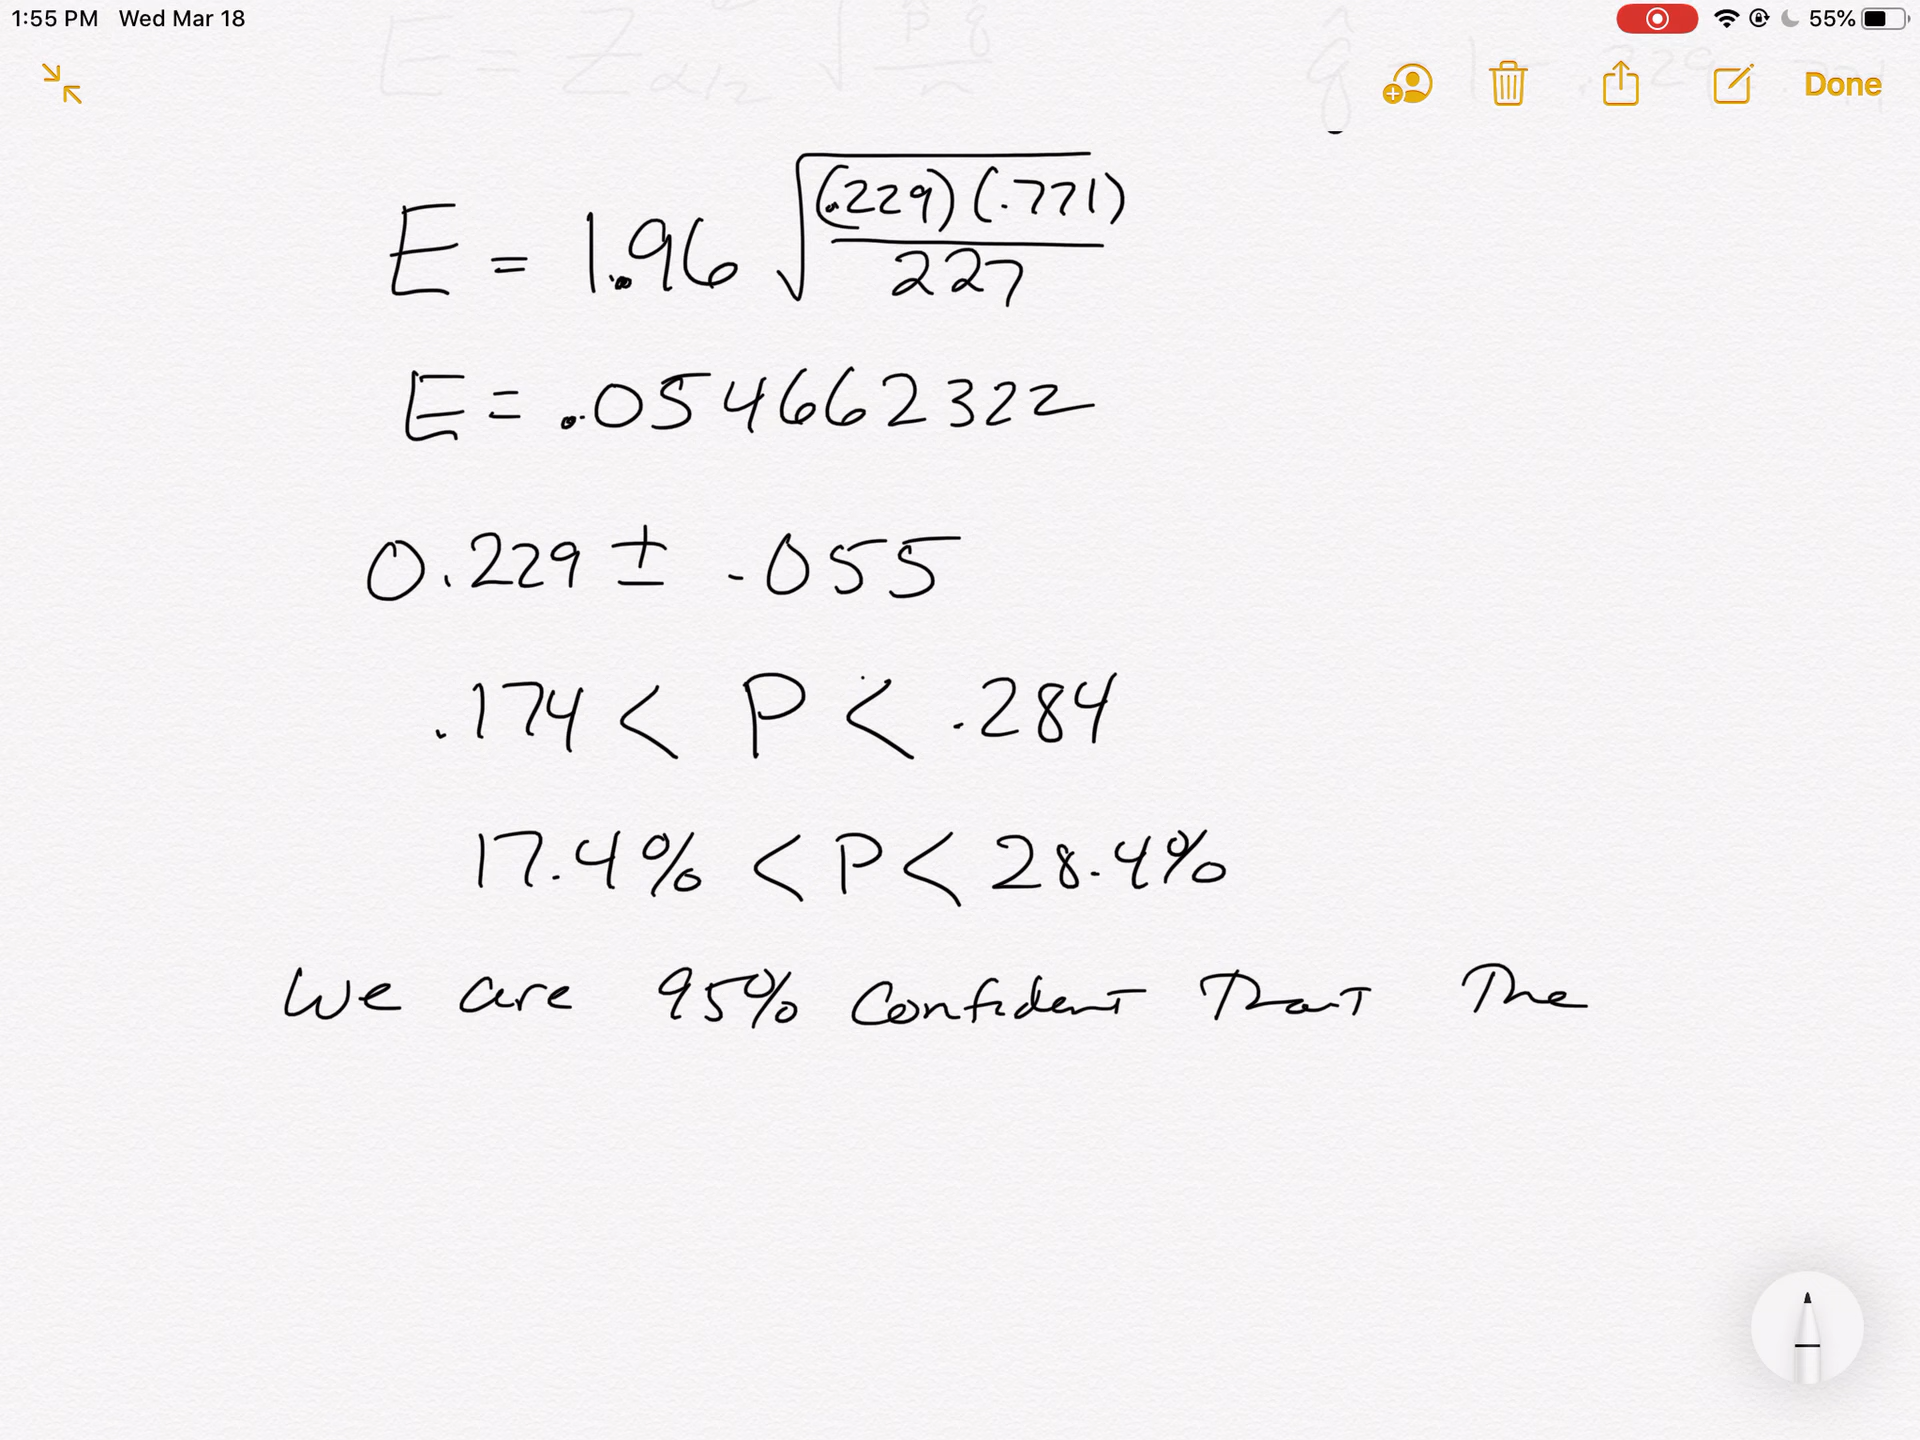 1:55 PM Wed Mar 18 55%
E = Z α/2 √ p̂ q̂ / n
Done
E = 1.96 √ (.229)(.771) / 227
E = .054662322
0.229 ± .055
.174 < P < .284
17.4% < P < 28.4%
We are 95% Confident That The